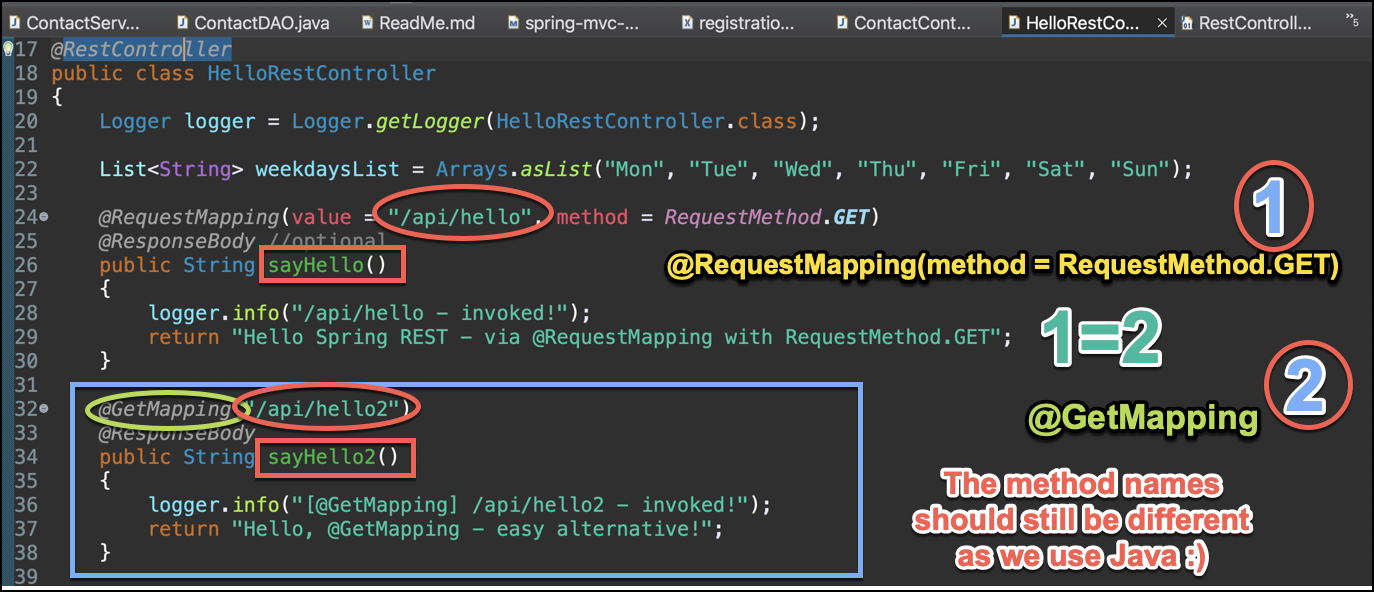 ContactServ... ContactDAO.java ReadMe.md spring-mvc-... registratio... ContactCont... HelloRestCo... RestControll... »5
17 @RestController
18 public class HelloRestController
19 {
20 Logger logger = Logger.getLogger(HelloRestController.class);
21
22 List<String> weekdaysList = Arrays.asList("Mon", "Tue", "Wed", "Thu", "Fri", "Sat", "Sun");
23
24 @RequestMapping(value = "/api/hello", method = RequestMethod.GET)
1
25 @ResponseBody //optional
26 public String sayHello()
@RequestMapping(method = RequestMethod.GET)
27 {
28 logger.info("/api/hello - invoked!");
29 return "Hello Spring REST - via @RequestMapping with RequestMethod.GET";
1=2
30 }
31
2
32 @GetMapping("/api/hello2")
@GetMapping
33 @ResponseBody
34 public String sayHello2()
35 {
36 logger.info("[@GetMapping] /api/hello2 - invoked!");
37 return "Hello, @GetMapping - easy alternative!";
38 }
39
The method names
should still be different
as we use Java :)